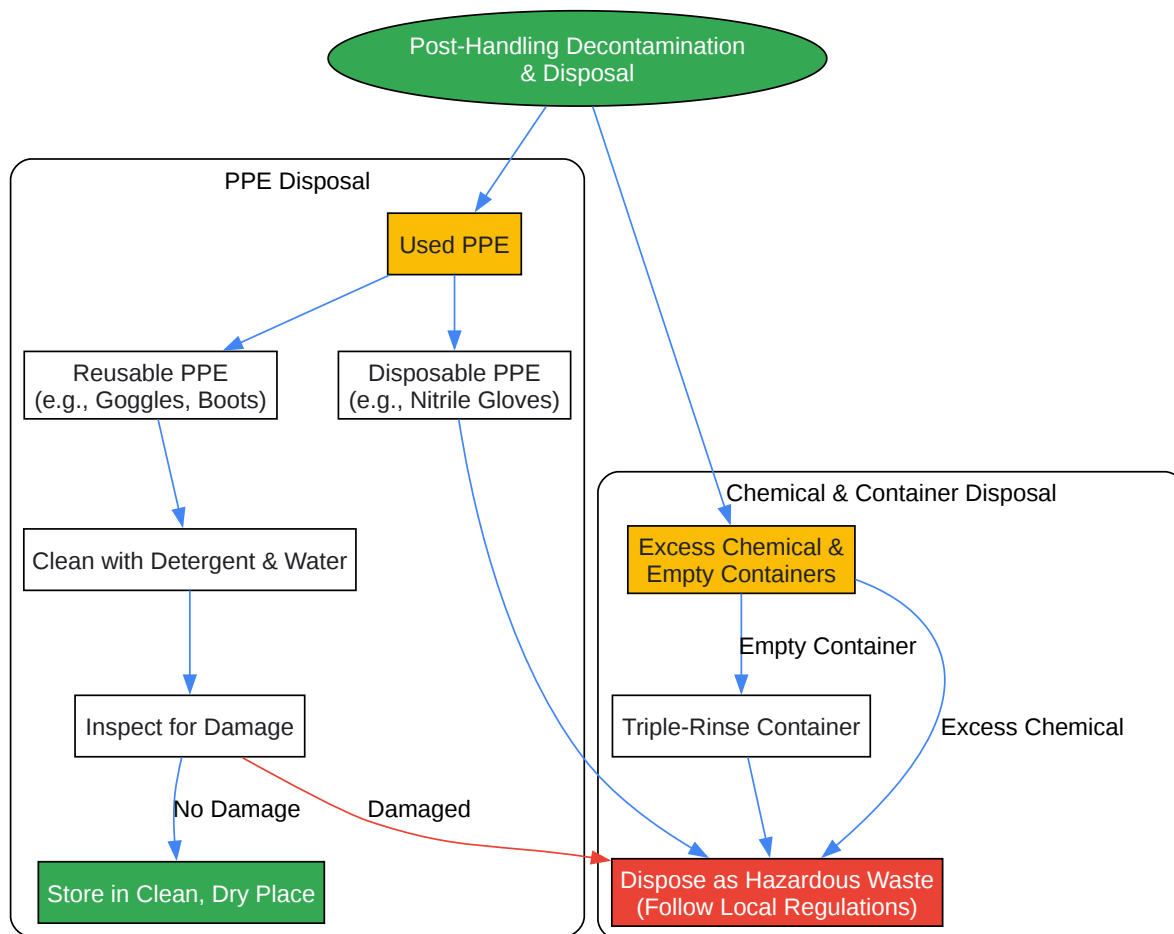 Post-Handling Decontamination
& Disposal
PPE Disposal
Used PPE
Reusable PPE
(e.g., Goggles, Boots)
Disposable PPE
(e.g., Nitrile Gloves)
Chemical & Container Disposal
Clean with Detergent & Water
Excess Chemical &
Empty Containers
Empty Container
Inspect for Damage
Triple-Rinse Container
Excess Chemical
No Damage
Damaged
Store in Clean, Dry Place
Dispose as Hazardous Waste
(Follow Local Regulations)